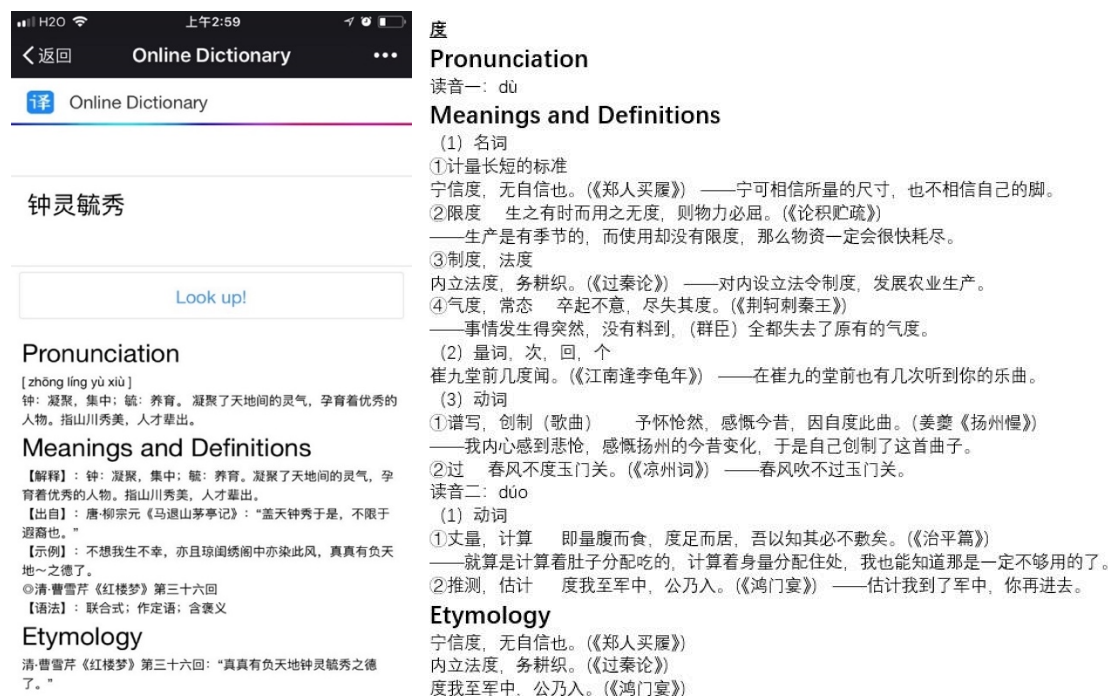 H2O 上午2:59
返回 Online Dictionary •••
译 Online Dictionary
钟灵毓秀
Look up!
Pronunciation
[ zhōng líng yù xiù ]
钟：凝聚，集中；毓：养育。 凝聚了天地间的灵气，孕育着优秀的
人物。指山川秀美，人才辈出。
Meanings and Definitions
【解释】：钟：凝聚，集中；毓：养育。凝聚了天地间的灵气，孕
育着优秀的人物。指山川秀美，人才辈出。
【出自】：唐·柳宗元《马退山茅亭记》：“盖天钟秀于是，不限于
遐裔也。”
【示例】：不想我生不幸，亦且琼闺绣阁中亦染此风，真真有负天
地～之德了。
◎清·曹雪芹《红楼梦》第三十六回
【语法】：联合式；作定语；含褒义
Etymology
清·曹雪芹《红楼梦》第三十六回：“真真有负天地钟灵毓秀之德
了。”
度
Pronunciation
读音一：dù
Meanings and Definitions
（1）名词
①计量长短的标准
宁信度，无自信也。(《郑人买履》) ——宁可相信所量的尺寸，也不相信自己的脚。
②限度 生之有时而用之无度，则物力必屈。(《论积贮疏》)
——生产是有季节的，而使用却没有限度，那么物资一定会很快耗尽。
③制度，法度
内立法度，务耕织。(《过秦论》) ——对内设立法令制度，发展农业生产。
④气度，常态 卒起不意，尽失其度。(《荆轲刺秦王》)
——事情发生得突然，没有料到，（群臣）全都失去了原有的气度。
（2）量词，次，回，个
崔九堂前几度闻。(《江南逢李龟年》) ——在崔九的堂前也有几次听到你的乐曲。
（3）动词
①谱写，创制（歌曲） 予怀怆然，感慨今昔，因自度此曲。（姜夔《扬州慢》）
——我内心感到悲怆，感慨扬州的今昔变化，于是自己创制了这首曲子。
②过 春风不度玉门关。(《凉州词》) ——春风吹不过玉门关。
读音二：dúo
（1）动词
①丈量，计算 即量腹而食，度足而居，吾以知其必不數矣。(《治平篇》)
——就算是计算着肚子分配吃的，计算着身量分配住处，我也能知道那是一定不够用的了。
②推测，估计 度我至军中，公乃入。(《鸿门宴》) ——估计我到了军中，你再进去。
Etymology
宁信度，无自信也。(《郑人买履》)
内立法度，务耕织。(《过秦论》)
度我至军中，公乃入。(《鸿门宴》)